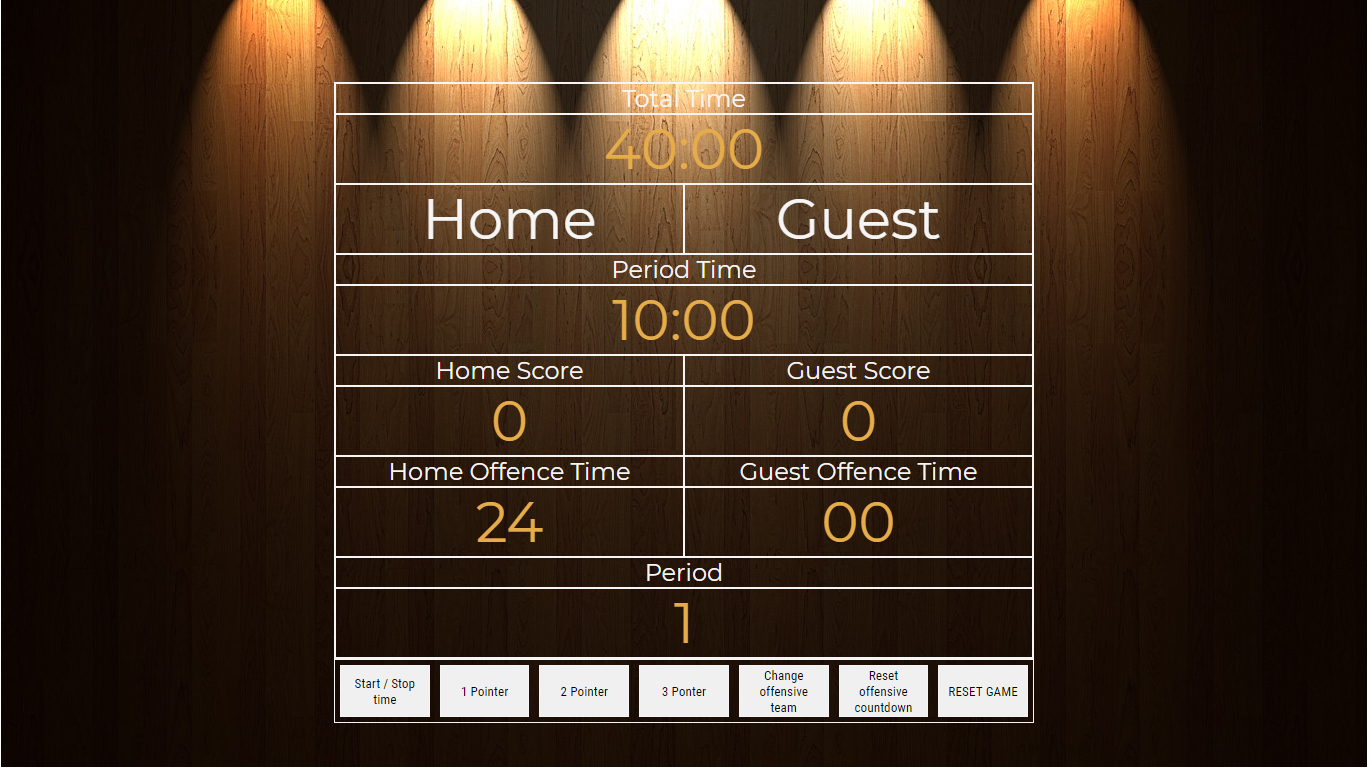 Total Time
40:00
Home Guest
Period Time
10:00
Home Score Guest Score
0 0
Home Offence Time Guest Offence Time
24 00
Period
1
Start / Stop
time
1 Pointer
2 Pointer
3 Ponter
Change
offensive
team
Reset
offensive
countdown
RESET GAME